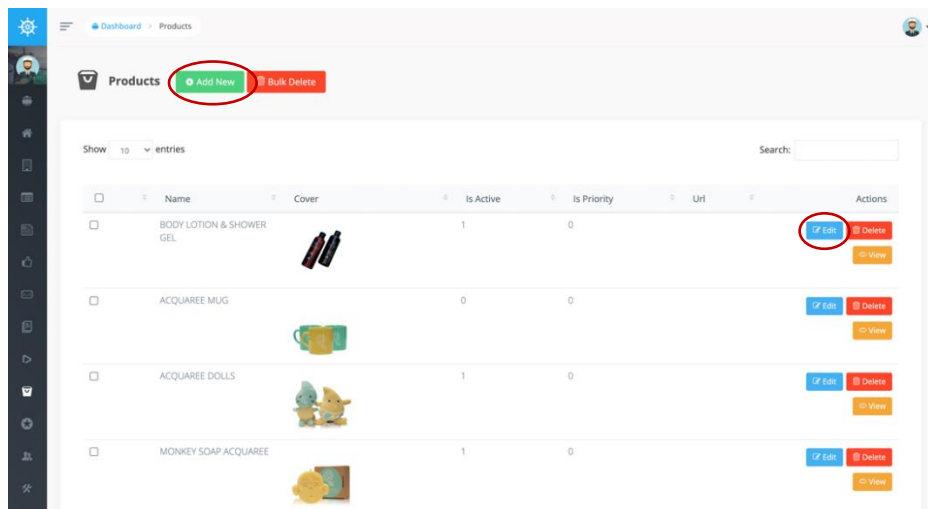 Dashboard Products
Products Add New Bulk Delete
Show 10 entries Search:
Name Cover Is Active Is Priority Url Actions
BODY LOTION & SHOWER 1 0 Edit Delete
GEL
View
ACQUAREE MUG 0 0 Edit Delete
View
ACQUAREE DOLLS 1 0 Edit Delete
View
MONKEY SOAP ACQUAREE 1 0 Edit Delete
View